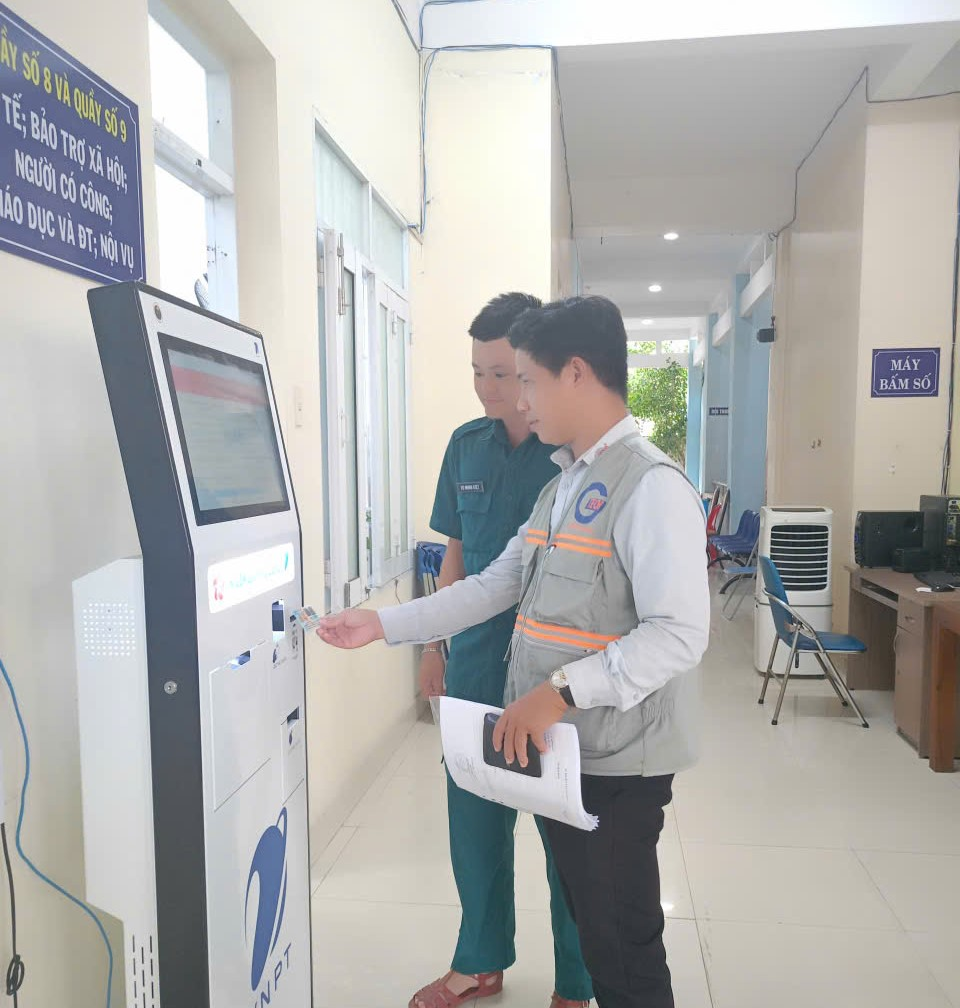 ẦY SỐ 8 VÀ QUẦY SỐ 9
TẾ; BẢO TRỢ XÃ HỘI;
NGƯỜI CÓ CÔNG;
IÁO DỤC VÀ ĐT; NỘI VỤ
MÁY
BẤM SỐ
VNPT